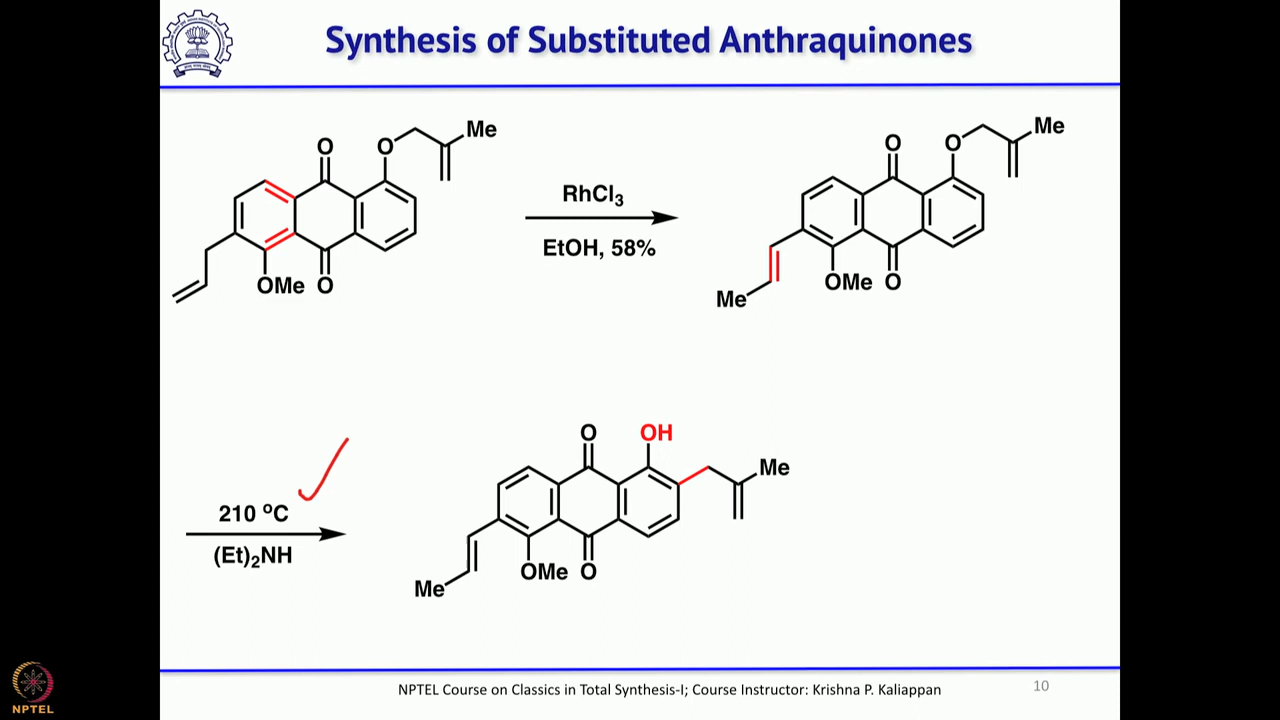 Synthesis of Substituted Anthraquinones
O
O
Me
OMe
O
RhCl₃
EtOH, 58%
O
O
Me
Me
OMe
O
210 ºC
(Et)₂NH
O
OH
Me
Me
OMe
O
NPTEL
NPTEL Course on Classics in Total Synthesis-I; Course Instructor: Krishna P. Kaliappan
10